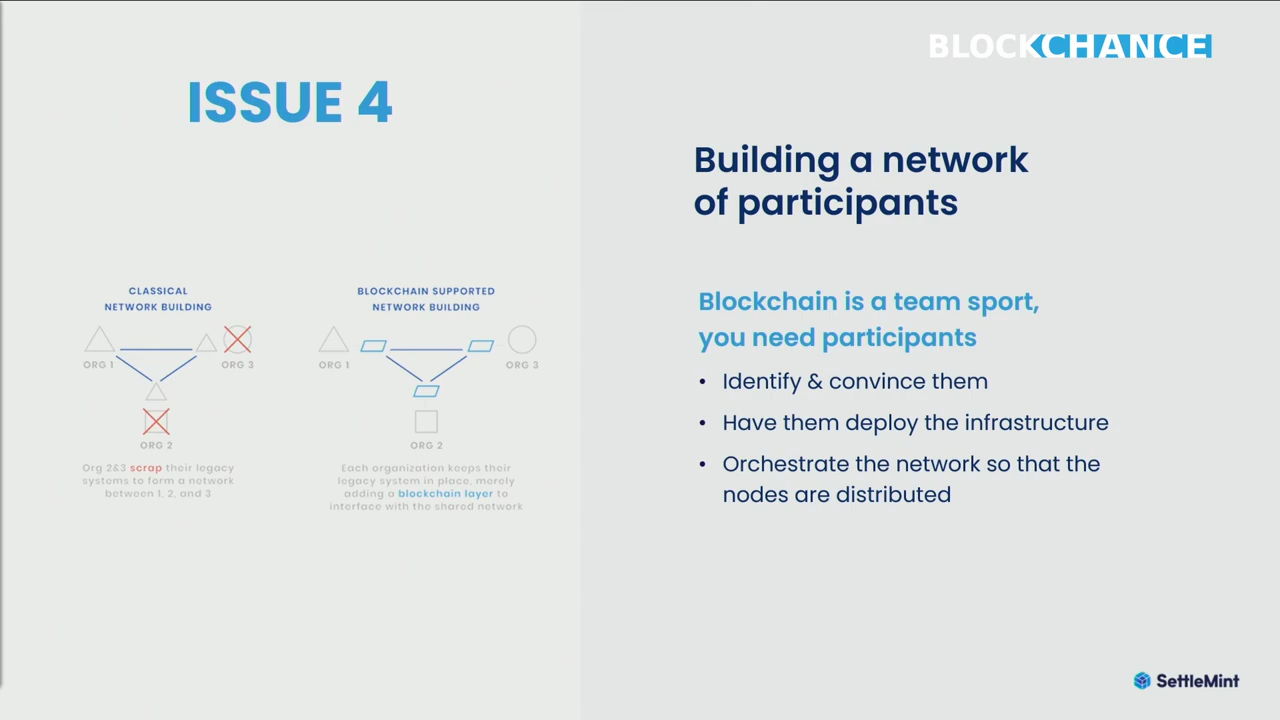 BLOCKCHANCE
ISSUE 4
Building a network
of participants
CLASSICAL
NETWORK BUILDING
ORG 1
ORG 3
ORG 2
Org 2&3 scrap their legacy
systems to form a network
between 1, 2, and 3
BLOCKCHAIN SUPPORTED
NETWORK BUILDING
ORG 1
ORG 3
ORG 2
Each organization keeps their
legacy system in place, merely
adding a blockchain layer to
interface with the shared network
Blockchain is a team sport,
you need participants
• Identify & convince them
• Have them deploy the infrastructure
• Orchestrate the network so that the
nodes are distributed
SettleMint